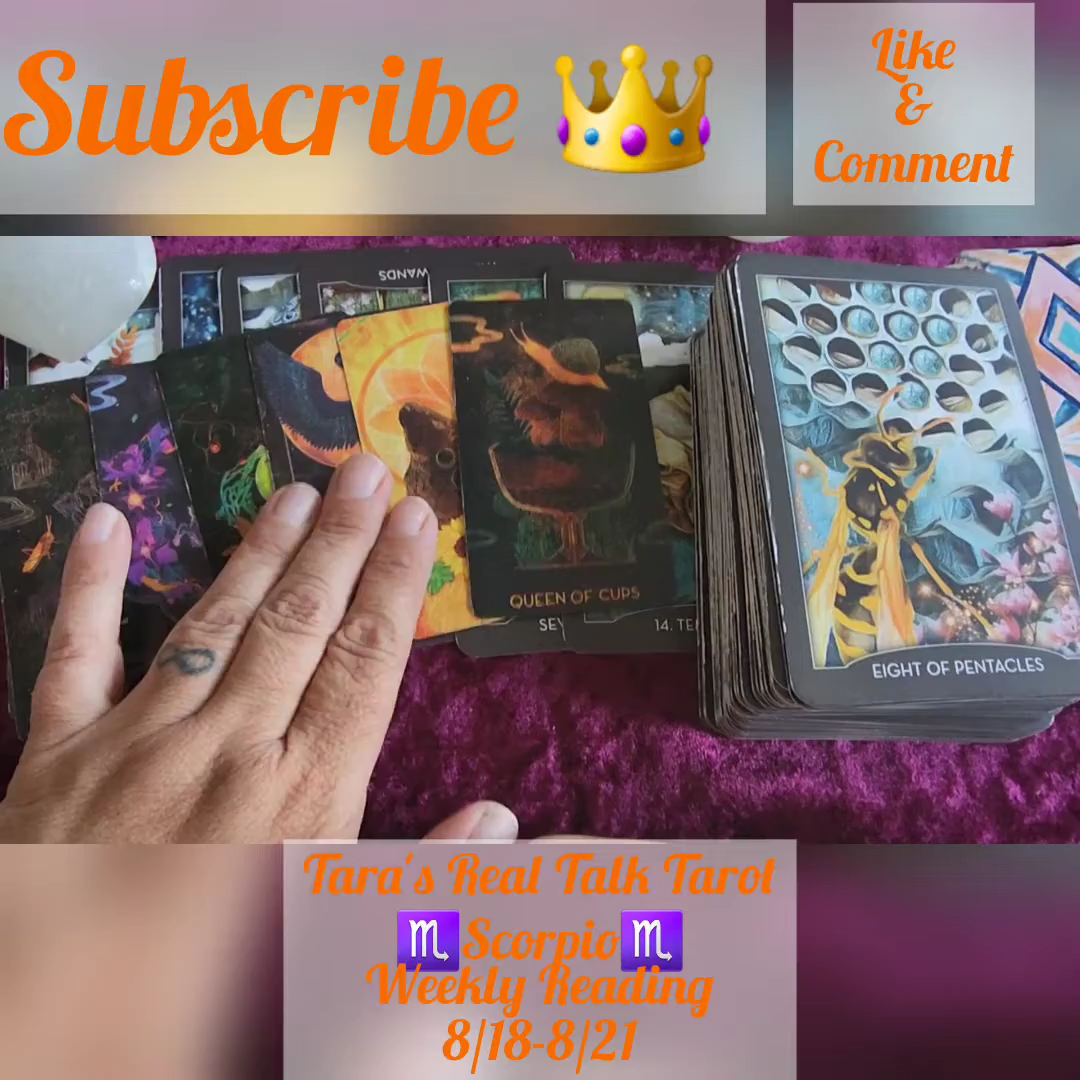 Subscribe
Like
&
Comment
WANDS
QUEEN OF CUPS
EIGHT OF PENTACLES
14. TE
Tara's Real Talk Tarot
♏Scorpio♏
Weekly Reading
8/18-8/21